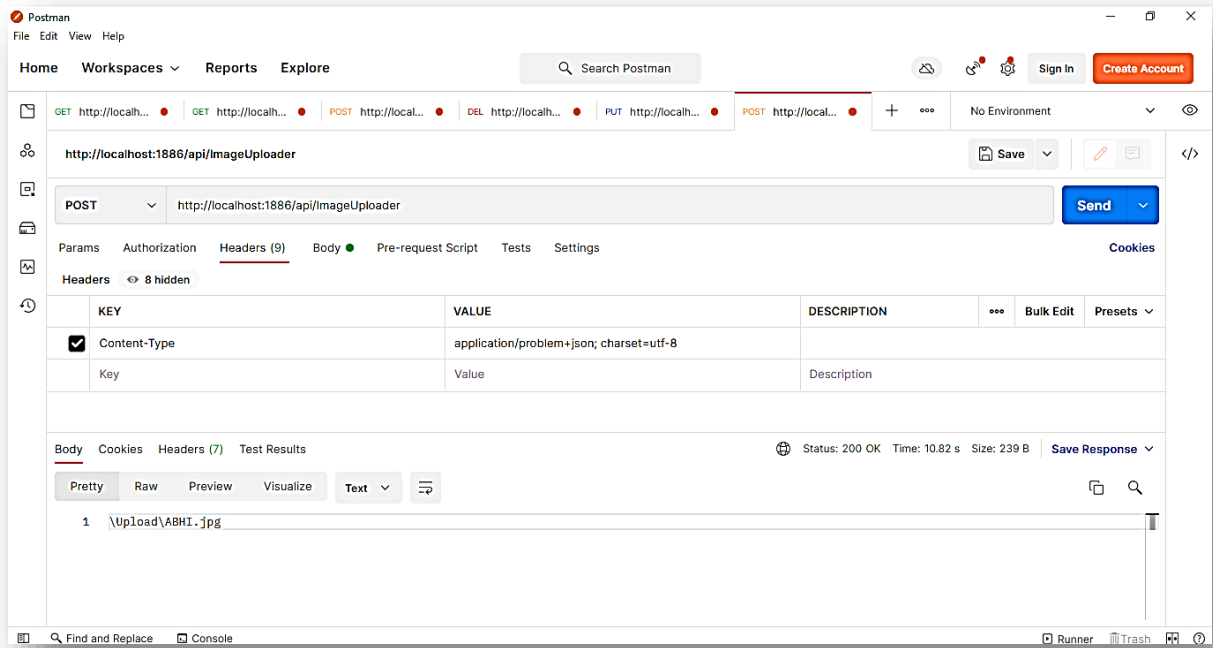 Postman
File Edit View Help
Home Workspaces Reports Explore Search Postman Sign In Create Account
GET http://localh... GET http://localh... POST http://local... DEL http://localh... PUT http://localh... POST http://local... No Environment
http://localhost:1886/api/ImageUploader Save
POST http://localhost:1886/api/ImageUploader Send
Params Authorization Headers (9) Body Pre-request Script Tests Settings Cookies
Headers 8 hidden
KEY VALUE DESCRIPTION Bulk Edit Presets
Content-Type application/problem+json; charset=utf-8
Key Value Description
Body Cookies Headers (7) Test Results Status: 200 OK Time: 10.82 s Size: 239 B Save Response
Pretty Raw Preview Visualize Text
1 \Upload\ABHI.jpg
Find and Replace Console Runner Trash